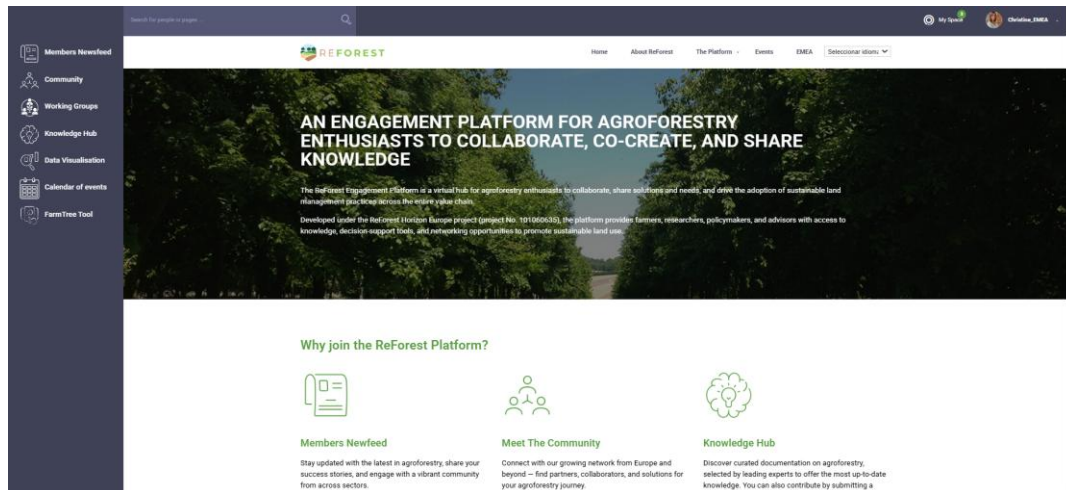 Search for people or pages ...
My Space
Christina_EMEA
Members Newsfeed
Community
Working Groups
Knowledge Hub
Data Visualisation
Calendar of events
FarmTree Tool
REFOREST
Home About ReForest The Platform Events EMEA Seleccionar idioma
AN ENGAGEMENT PLATFORM FOR AGROFORESTRY
ENTHUSIASTS TO COLLABORATE, CO-CREATE, AND SHARE
KNOWLEDGE
The ReForest Engagement Platform is a virtual hub for agroforestry enthusiasts to collaborate, share solutions and needs, and drive the adoption of sustainable land
management practices across the entire value chain.
Developed under the ReForest Horizon Europe project (project No. 101060635), the platform provides farmers, researchers, policymakers, and advisors with access to
knowledge, decision-support tools, and networking opportunities to promote sustainable land use.
Why join the ReForest Platform?
Members Newfeed
Stay updated with the latest in agroforestry, share your
success stories, and engage with a vibrant community
from across sectors.
Meet The Community
Connect with our growing network from Europe and
beyond — find partners, collaborators, and solutions for
your agroforestry journey.
Knowledge Hub
Discover curated documentation on agroforestry,
selected by leading experts to offer the most up-to-date
knowledge. You can also contribute by submitting a